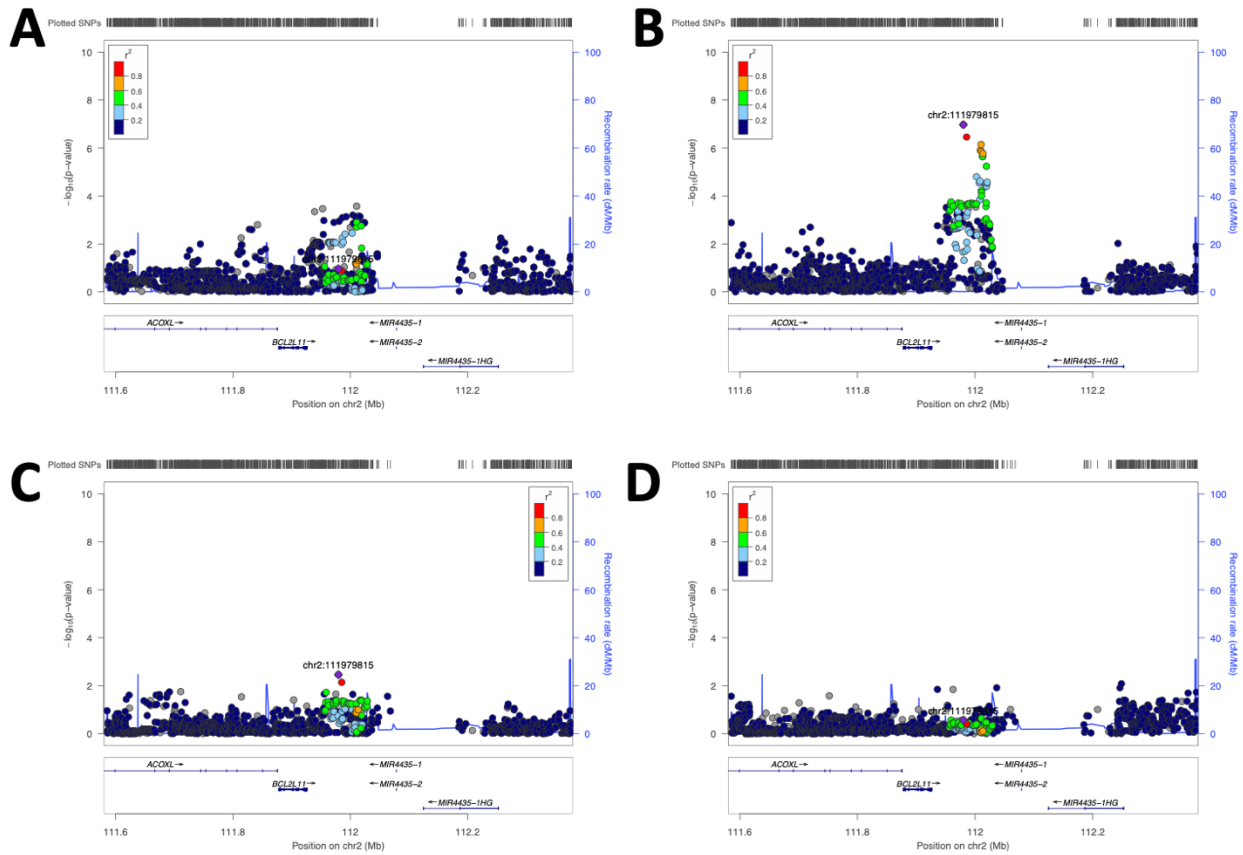 A
Plotted SNPs
10
8
6
4
2
0
−log10(p−value)
100
80
60
40
20
0
Recombination rate (cM/Mb)
r2
0.8
0.6
0.4
0.2
chr2:111979815
ACOXL
BCL2L11
MIR4435−1
MIR4435−2
MIR4435−1HG
111.6
111.8
112
112.2
Position on chr2 (Mb)
B
Plotted SNPs
10
8
6
4
2
0
−log10(p−value)
100
80
60
40
20
0
Recombination rate (cM/Mb)
r2
0.8
0.6
0.4
0.2
chr2:111979815
ACOXL
BCL2L11
MIR4435−1
MIR4435−2
MIR4435−1HG
111.6
111.8
112
112.2
Position on chr2 (Mb)
C
Plotted SNPs
10
8
6
4
2
0
−log10(p−value)
100
80
60
40
20
0
Recombination rate (cM/Mb)
r2
0.8
0.6
0.4
0.2
chr2:111979815
ACOXL
BCL2L11
MIR4435−1
MIR4435−2
MIR4435−1HG
111.6
111.8
112
112.2
Position on chr2 (Mb)
D
Plotted SNPs
10
8
6
4
2
0
−log10(p−value)
100
80
60
40
20
0
Recombination rate (cM/Mb)
r2
0.8
0.6
0.4
0.2
chr2:111979815
ACOXL
BCL2L11
MIR4435−1
MIR4435−2
MIR4435−1HG
111.6
111.8
112
112.2
Position on chr2 (Mb)